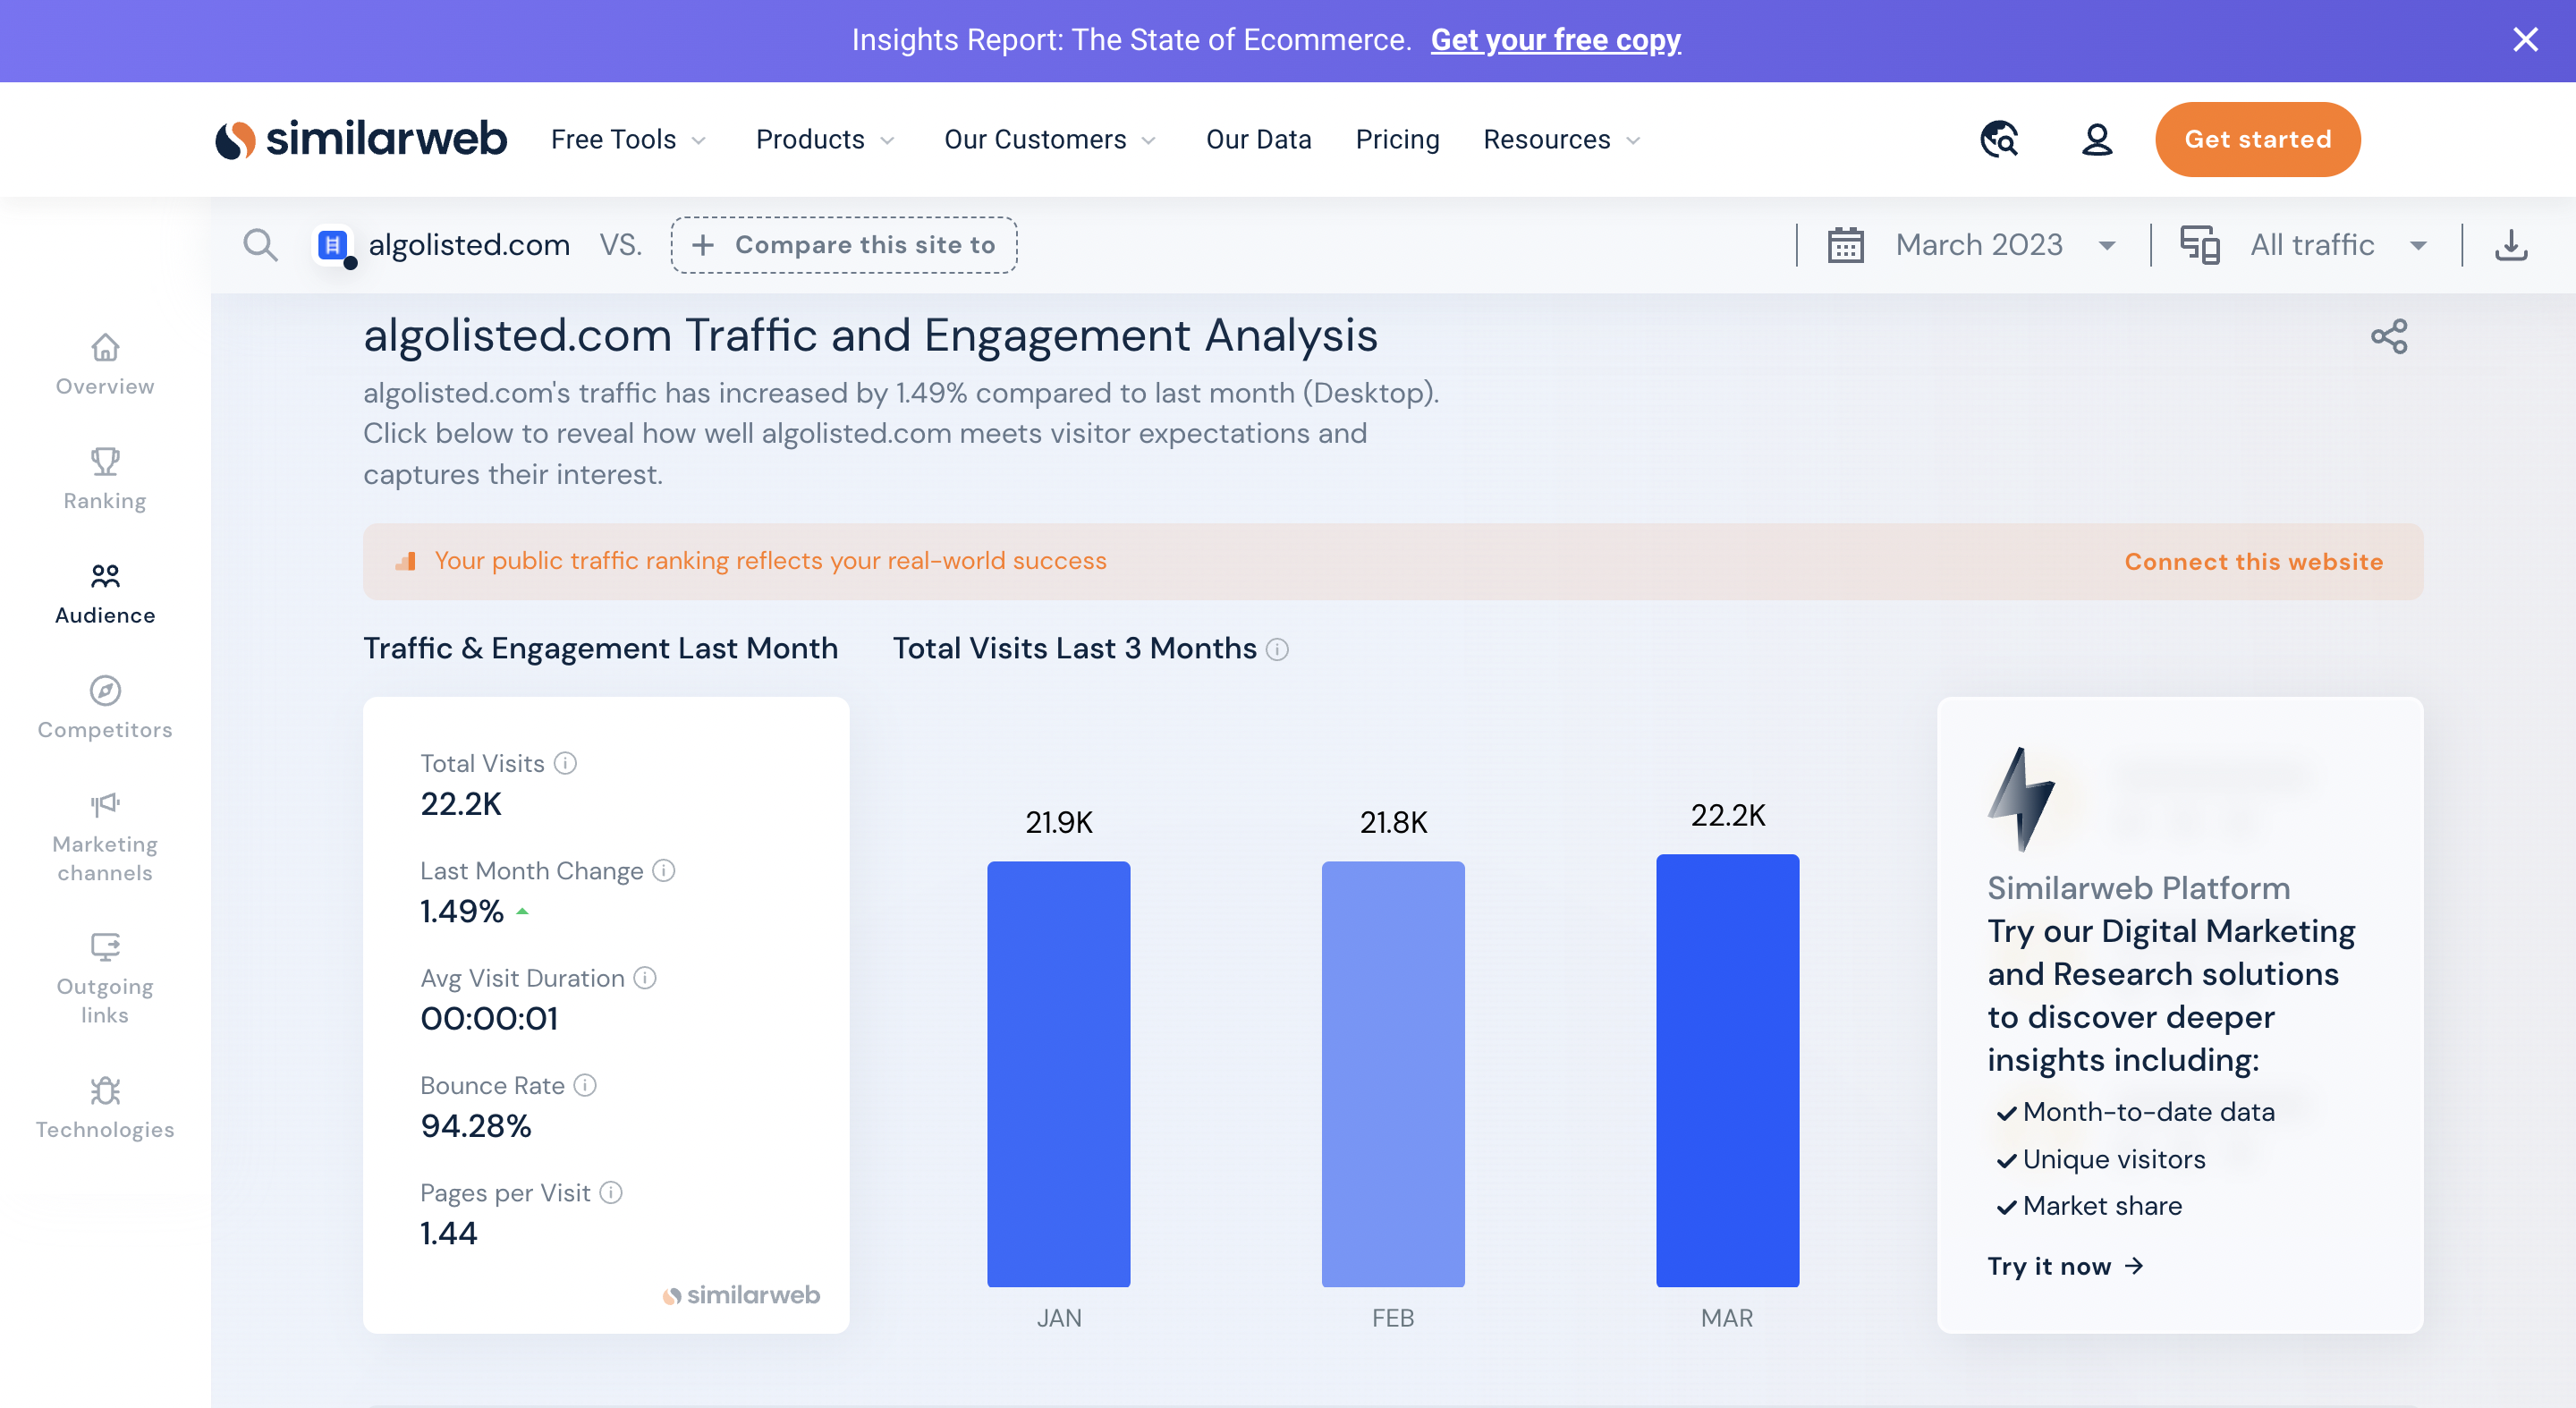 Insights Report: The State of Ecommerce. Get your free copy
similarweb
Free Tools
Products
Our Customers
Our Data
Pricing
Resources
Get started
algolisted.com VS. + Compare this site to
March 2023
All traffic
Overview
Ranking
Audience
Competitors
Marketing
channels
Outgoing
links
Technologies
algolisted.com Traffic and Engagement Analysis
algolisted.com's traffic has increased by 1.49% compared to last month (Desktop).
Click below to reveal how well algolisted.com meets visitor expectations and
captures their interest.
Your public traffic ranking reflects your real-world success
Connect this website
Traffic & Engagement Last Month
Total Visits
22.2K
Last Month Change
1.49%
Avg Visit Duration
00:00:01
Bounce Rate
94.28%
Pages per Visit
1.44
similarweb
Total Visits Last 3 Months
21.9K
21.8K
22.2K
JAN
FEB
MAR
Similarweb Platform
Try our Digital Marketing
and Research solutions
to discover deeper
insights including:
Month-to-date data
Unique visitors
Market share
Try it now →